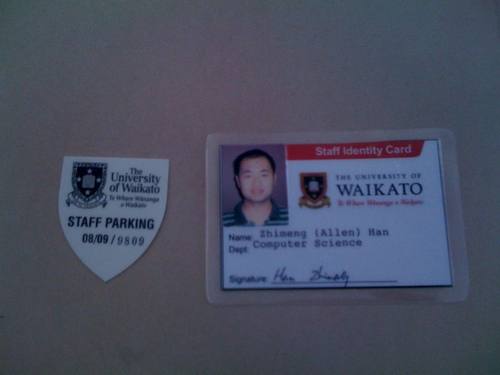 The
University
of Waikato
Te Whare Wānanga
o Waikato
STAFF PARKING
08/09/9809
Staff Identity Card
THE UNIVERSITY OF
WAIKATO
Te Whare Wānanga o Waikato
Name: Zhimeng (Allen) Han
Dept: Computer Science
Signature: Han Zhimeng